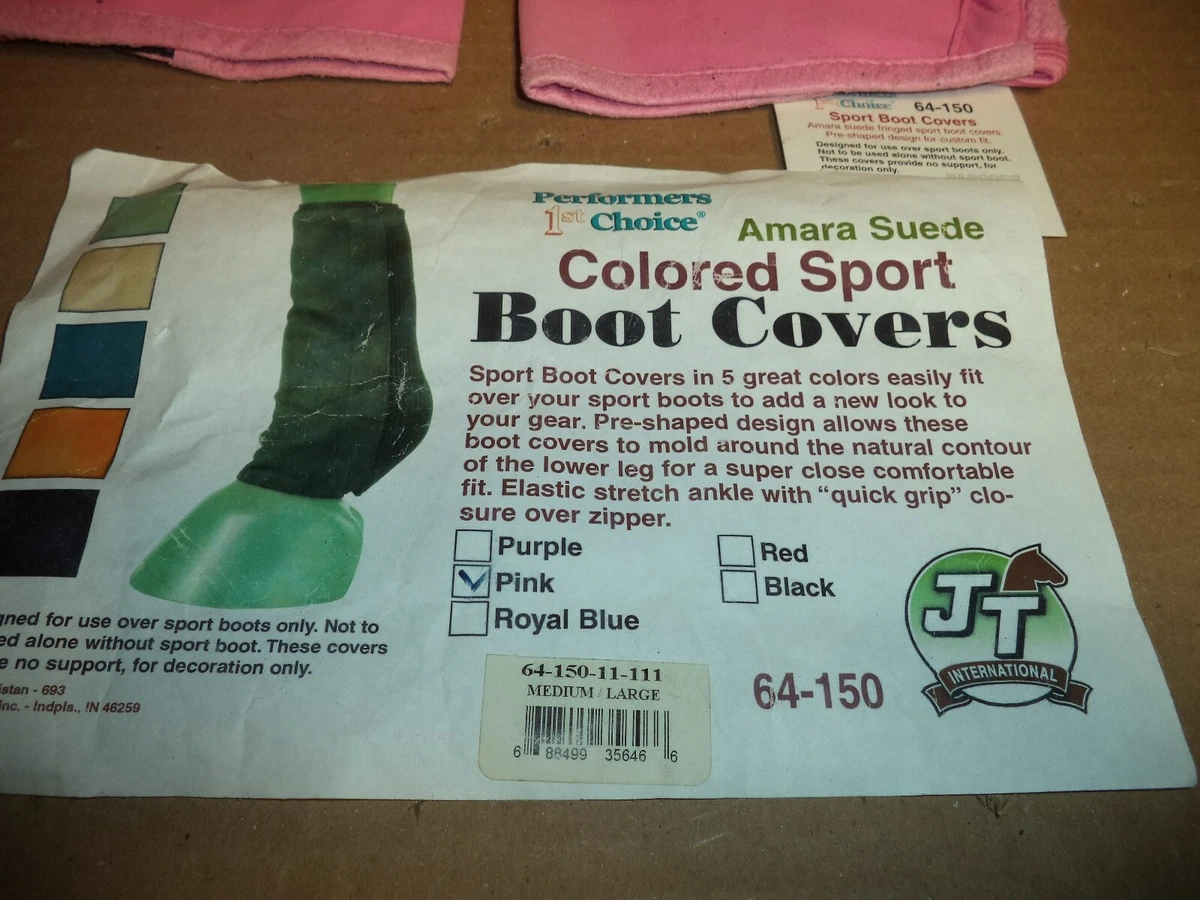 1st Choice®
64-150
Sport Boot Covers
Amara suede fringed sport boot covers.
Pre-shaped design for custom fit.
Designed for use over sport boots only.
Not to be used alone without sport boot.
These covers provide no support, for
decoration only.
Performers
1st Choice®
Amara Suede
Colored Sport
Boot Covers
Sport Boot Covers in 5 great colors easily fit
over your sport boots to add a new look to
your gear. Pre-shaped design allows these
boot covers to mold around the natural contour
of the lower leg for a super close comfortable
fit. Elastic stretch ankle with “quick grip” clo-
sure over zipper.
Purple
Pink
Royal Blue
Red
Black
gned for use over sport boots only. Not to
ed alone without sport boot. These covers
e no support, for decoration only.
istan - 693
inc. - Indpls., IN 46259
64-150-11-111
MEDIUM / LARGE
6 88499 35646 6
64-150
JT
INTERNATIONAL